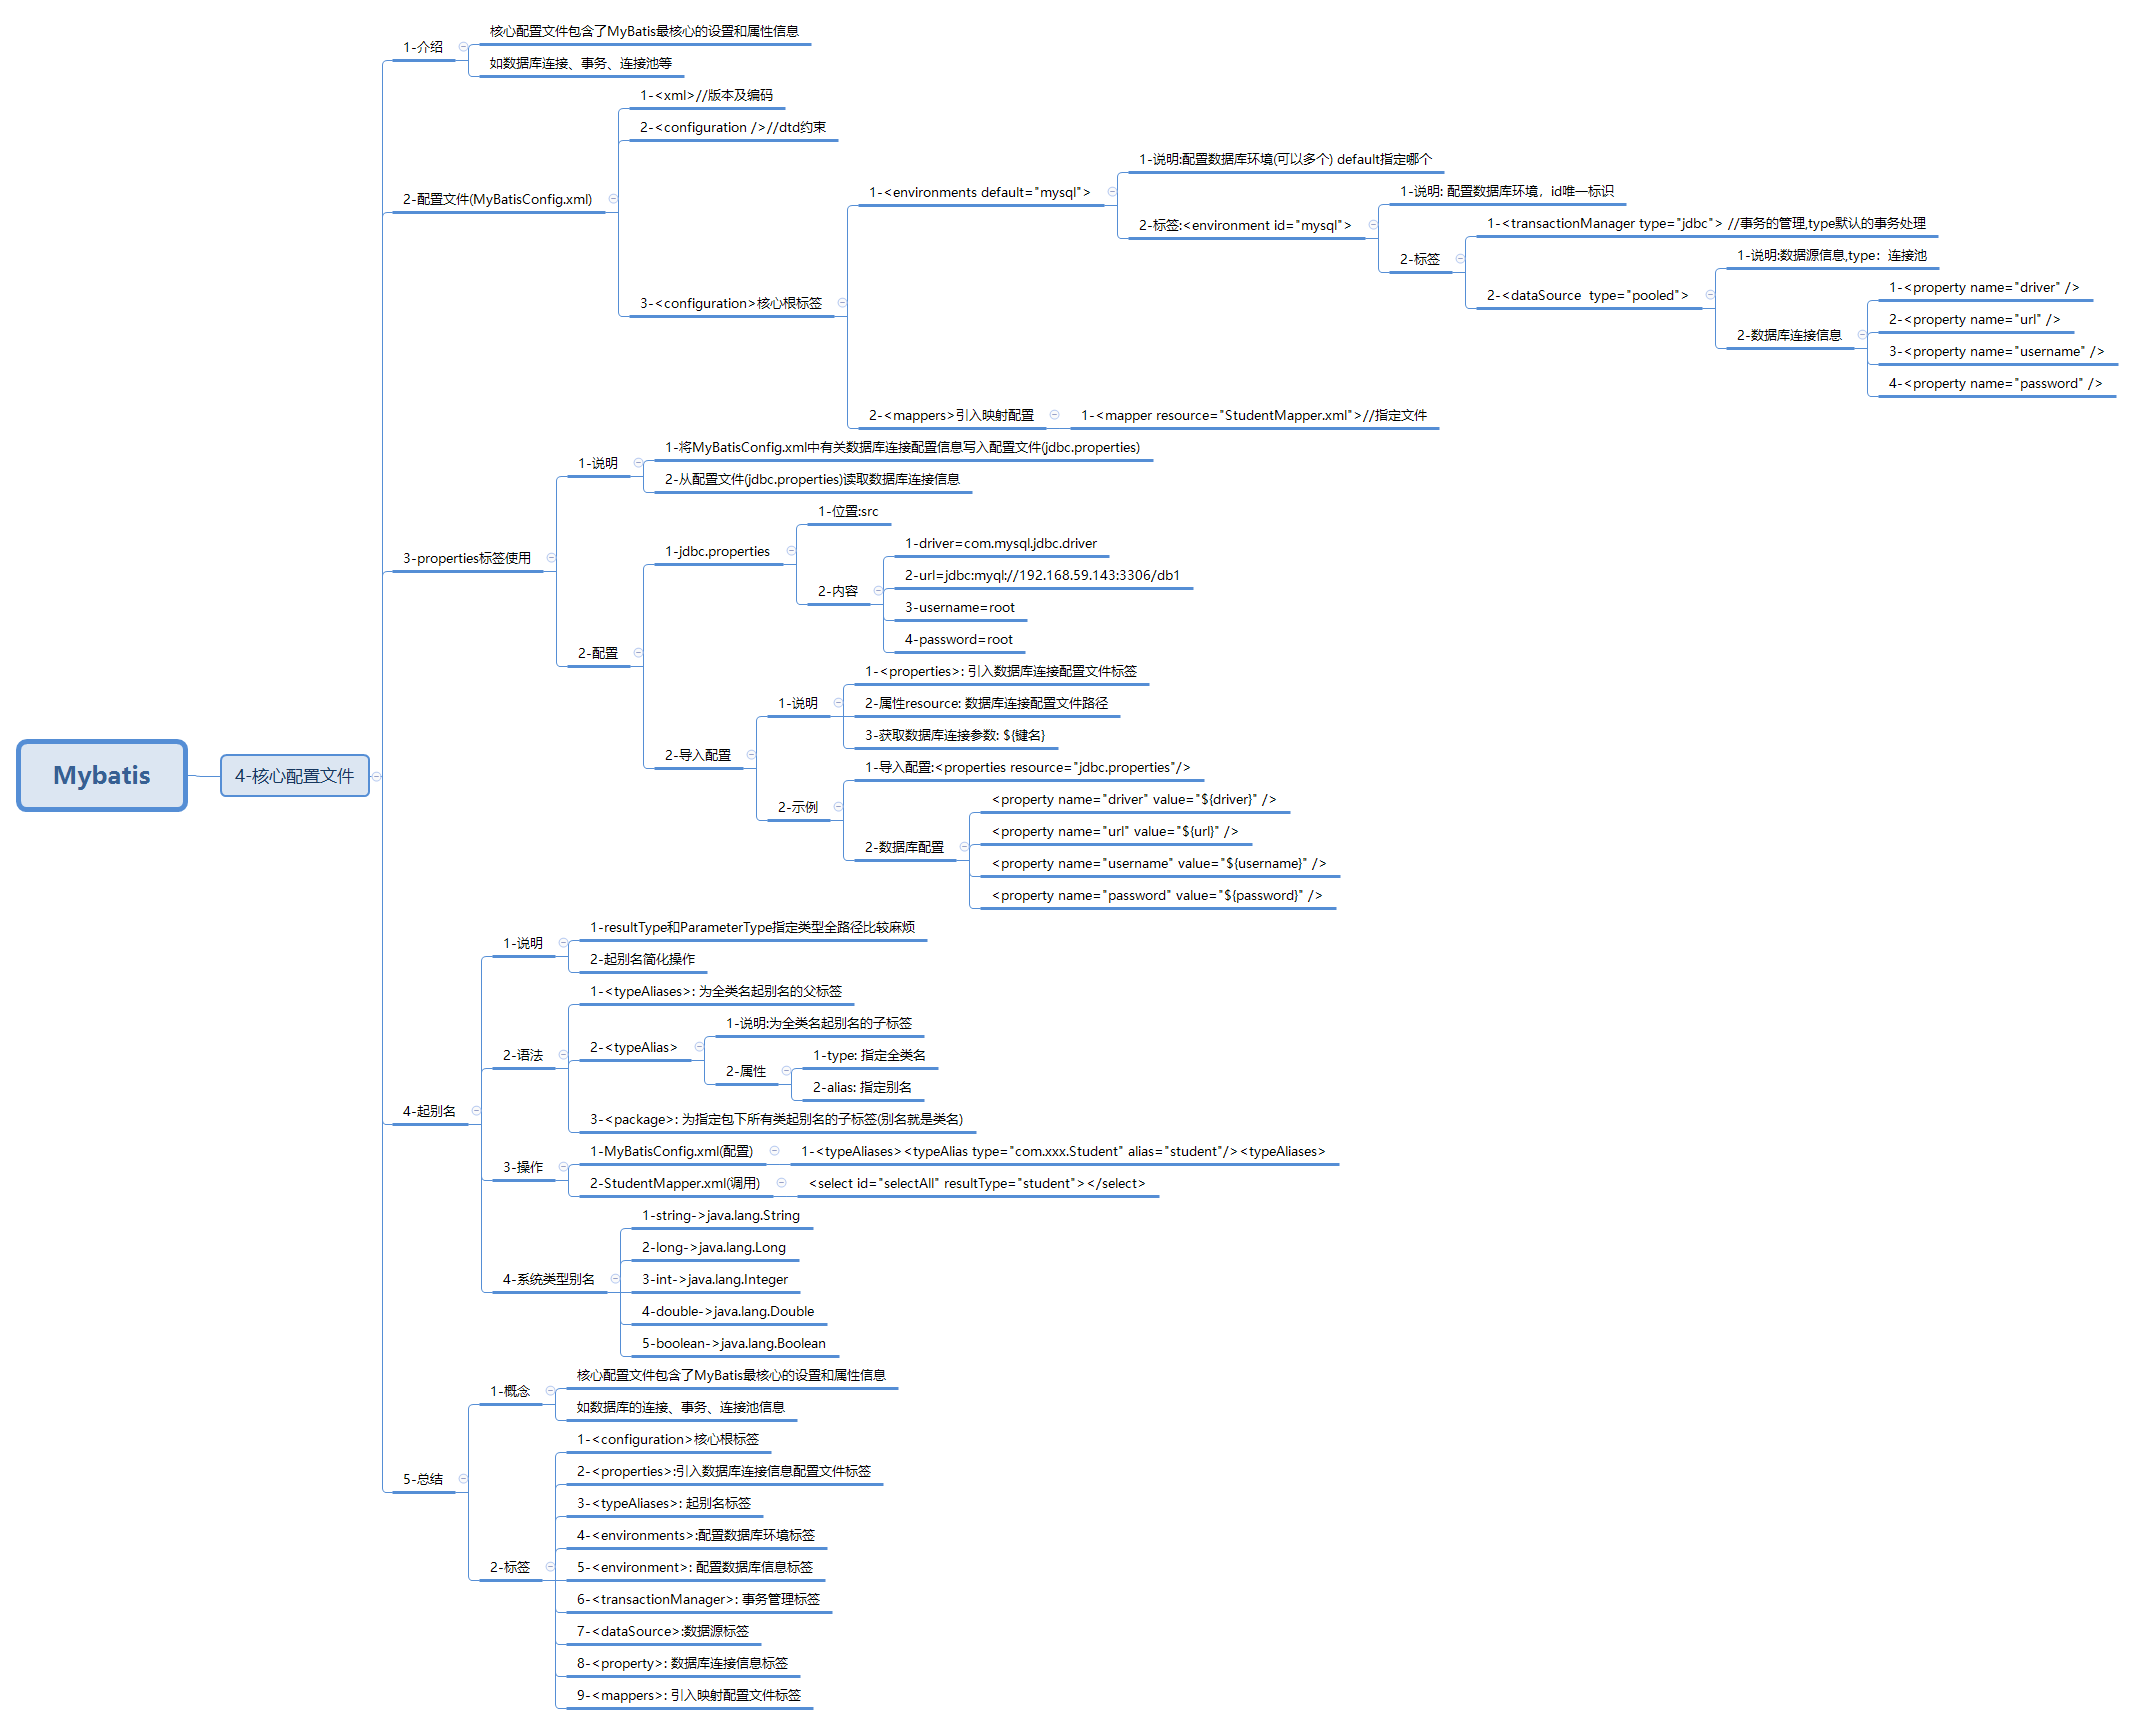 Mybatis
4-核心配置文件
1-介绍
核心配置文件包含了MyBatis最核心的设置和属性信息
如数据库连接、事务、连接池等
2-配置文件(MyBatisConfig.xml)
1-<xml>//版本及编码
2-<configuration />//dtd约束
3-<configuration>核心根标签
1-<environments default="mysql">
1-说明:配置数据库环境(可以多个) default指定哪个
2-标签:<environment id="mysql">
1-说明: 配置数据库环境，id唯一标识
2-标签
1-<transactionManager type="jdbc"> //事务的管理,type默认的事务处理
2-<dataSource  type="pooled">
1-说明:数据源信息,type：连接池
2-数据库连接信息
1-<property name="driver" />
2-<property name="url" />
3-<property name="username" />
4-<property name="password" />
2-<mappers>引入映射配置
1-<mapper resource="StudentMapper.xml">//指定文件
3-properties标签使用
1-说明
1-将MyBatisConfig.xml中有关数据库连接配置信息写入配置文件(jdbc.properties)
2-从配置文件(jdbc.properties)读取数据库连接信息
2-配置
1-jdbc.properties
1-位置:src
2-内容
1-driver=com.mysql.jdbc.driver
2-url=jdbc:myql://192.168.59.143:3306/db1
3-username=root
4-password=root
2-导入配置
1-说明
1-<properties>: 引入数据库连接配置文件标签
2-属性resource: 数据库连接配置文件路径
3-获取数据库连接参数: ${键名}
2-示例
1-导入配置:<properties resource="jdbc.properties"/>
2-数据库配置
<property name="driver" value="${driver}" />
<property name="url" value="${url}" />
<property name="username" value="${username}" />
<property name="password" value="${password}" />
4-起别名
1-说明
1-resultType和ParameterType指定类型全路径比较麻烦
2-起别名简化操作
2-语法
1-<typeAliases>: 为全类名起别名的父标签
2-<typeAlias>
1-说明:为全类名起别名的子标签
2-属性
1-type: 指定全类名
2-alias: 指定别名
3-<package>: 为指定包下所有类起别名的子标签(别名就是类名)
3-操作
1-MyBatisConfig.xml(配置)
1-<typeAliases><typeAlias type="com.xxx.Student" alias="student"/><typeAliases>
2-StudentMapper.xml(调用)
<select id="selectAll" resultType="student"></select>
4-系统类型别名
1-string->java.lang.String
2-long->java.lang.Long
3-int->java.lang.Integer
4-double->java.lang.Double
5-boolean->java.lang.Boolean
5-总结
1-概念
核心配置文件包含了MyBatis最核心的设置和属性信息
如数据库的连接、事务、连接池信息
2-标签
1-<configuration>核心根标签
2-<properties>:引入数据库连接信息配置文件标签
3-<typeAliases>: 起别名标签
4-<environments>:配置数据库环境标签
5-<environment>: 配置数据库信息标签
6-<transactionManager>: 事务管理标签
7-<dataSource>:数据源标签
8-<property>: 数据库连接信息标签
9-<mappers>: 引入映射配置文件标签